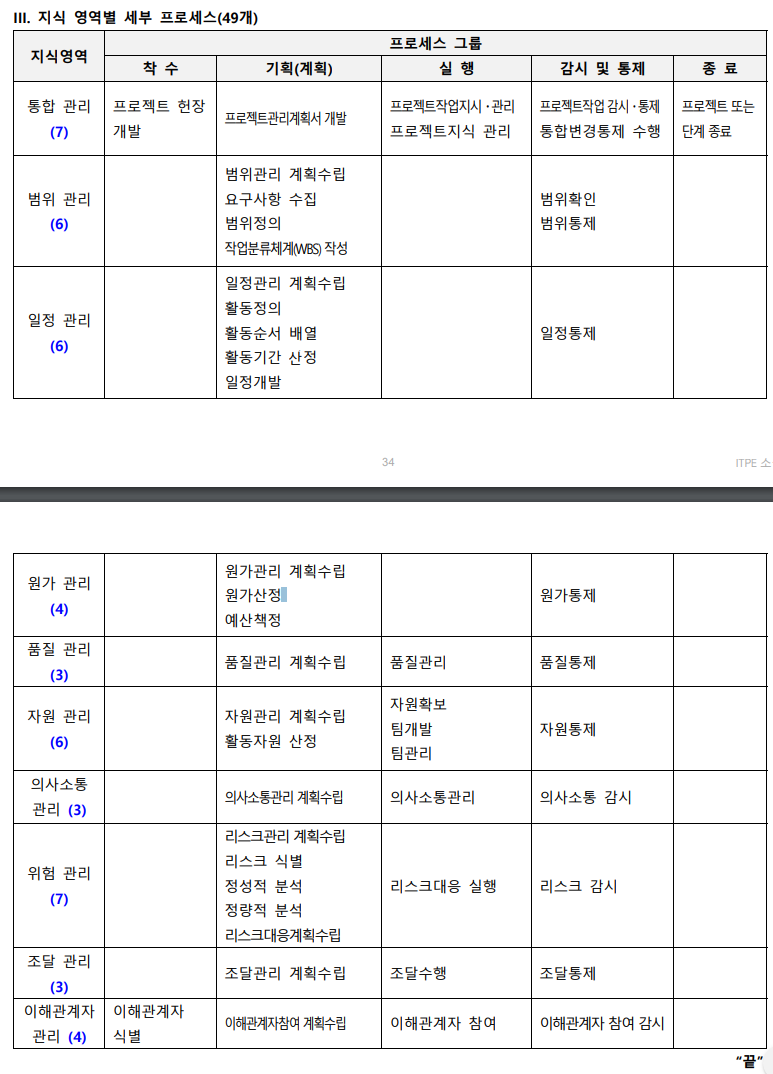 III. 지식 영역별 세부 프로세스(49개)
지식영역
프로세스 그룹
착 수
기획(계획)
실 행
감시 및 통제
종 료
통합 관리
(7)
프로젝트 헌장
개발
프로젝트관리계획서 개발
프로젝트작업지시·관리
프로젝트지식 관리
프로젝트작업 감시·통제
통합변경통제 수행
프로젝트 또는
단계 종료
범위 관리
(6)
범위관리 계획수립
요구사항 수집
범위정의
작업분류체계(WBS) 작성
범위확인
범위통제
일정 관리
(6)
일정관리 계획수립
활동정의
활동순서 배열
활동기간 산정
일정개발
일정통제
34
ITPE 소
원가 관리
(4)
원가관리 계획수립
원가산정
예산책정
원가통제
품질 관리
(3)
품질관리 계획수립
품질관리
품질통제
자원 관리
(6)
자원관리 계획수립
활동자원 산정
자원확보
팀개발
팀관리
자원통제
의사소통
관리 (3)
의사소통관리 계획수립
의사소통관리
의사소통 감시
위험 관리
(7)
리스크관리 계획수립
리스크 식별
정성적 분석
정량적 분석
리스크대응계획수립
리스크대응 실행
리스크 감시
조달 관리
(3)
조달관리 계획수립
조달수행
조달통제
이해관계자
관리 (4)
이해관계자
식별
이해관계자참여 계획수립
이해관계자 참여
이해관계자 참여 감시
"끝"